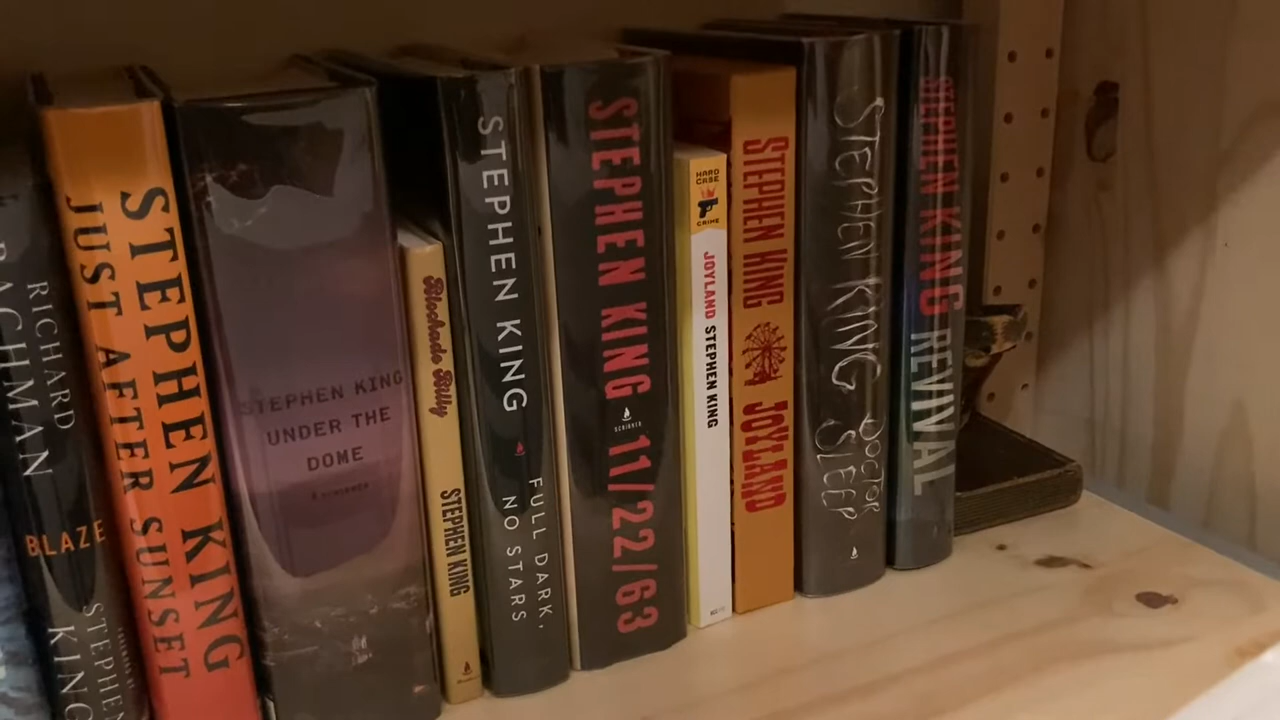 RICHARD
BACHMAN
BLAZE
STEPHEN
KING
STEPHEN KING
JUST AFTER SUNSET
STEPHEN KING
UNDER THE
DOME
Blockade Billy
STEPHEN KING
STEPHEN KING
FULL DARK,
NO STARS
STEPHEN KING
SCRIBNER
11/22/63
HARD
CASE
CRIME
JOYLAND STEPHEN KING
STEPHEN KING JOYLAND
STEPHEN KING
DOCTOR
SLEEP
STEPHEN KING REVIVAL